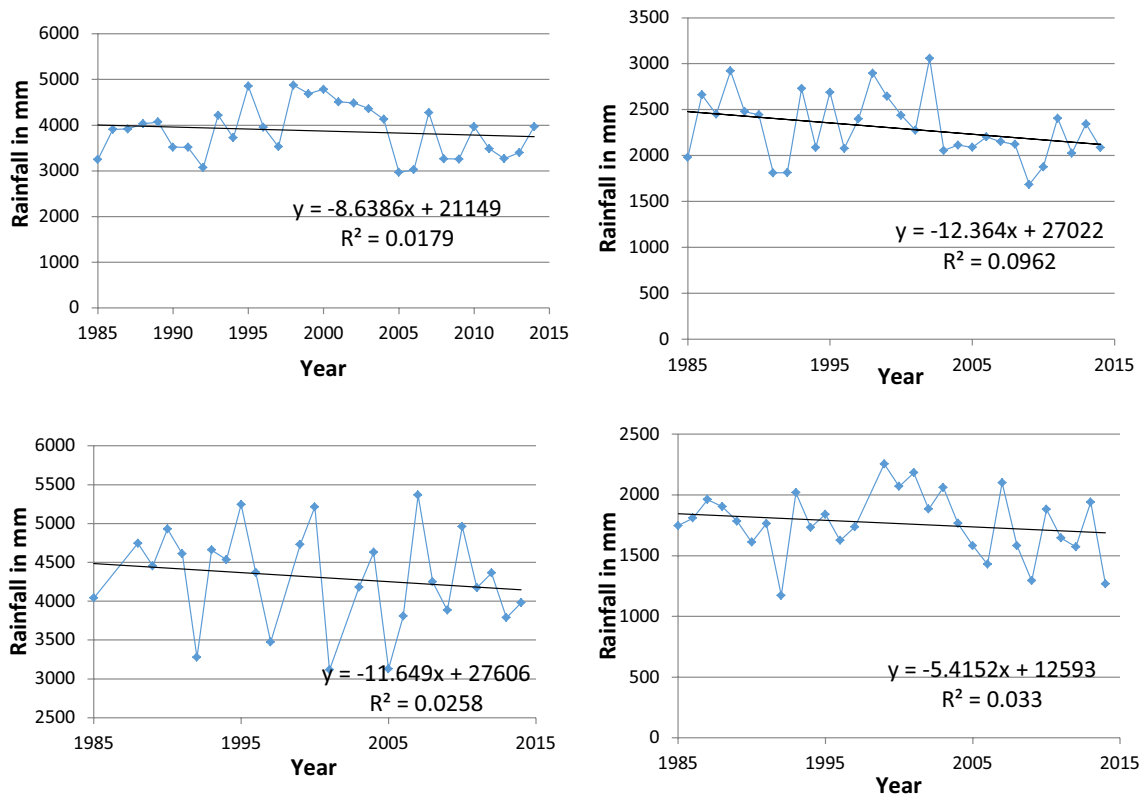 6000
5000
4000
3000
2000
1000
0
Rainfall in mm
y = -8.6386x + 21149
R² = 0.0179
1985 1990 1995 2000 2005 2010 2015
Year
3500
3000
2500
2000
1500
1000
500
0
Rainfall in mm
y = -12.364x + 27022
R² = 0.0962
1985 1995 2005 2015
Year
6000
5500
5000
4500
4000
3500
3000
2500
Rainfall in mm
y = -11.649x + 27606
R² = 0.0258
1985 1995 2005 2015
Year
2500
2000
1500
1000
500
0
Rainfall in mm
y = -5.4152x + 12593
R² = 0.033
1985 1995 2005 2015
Year